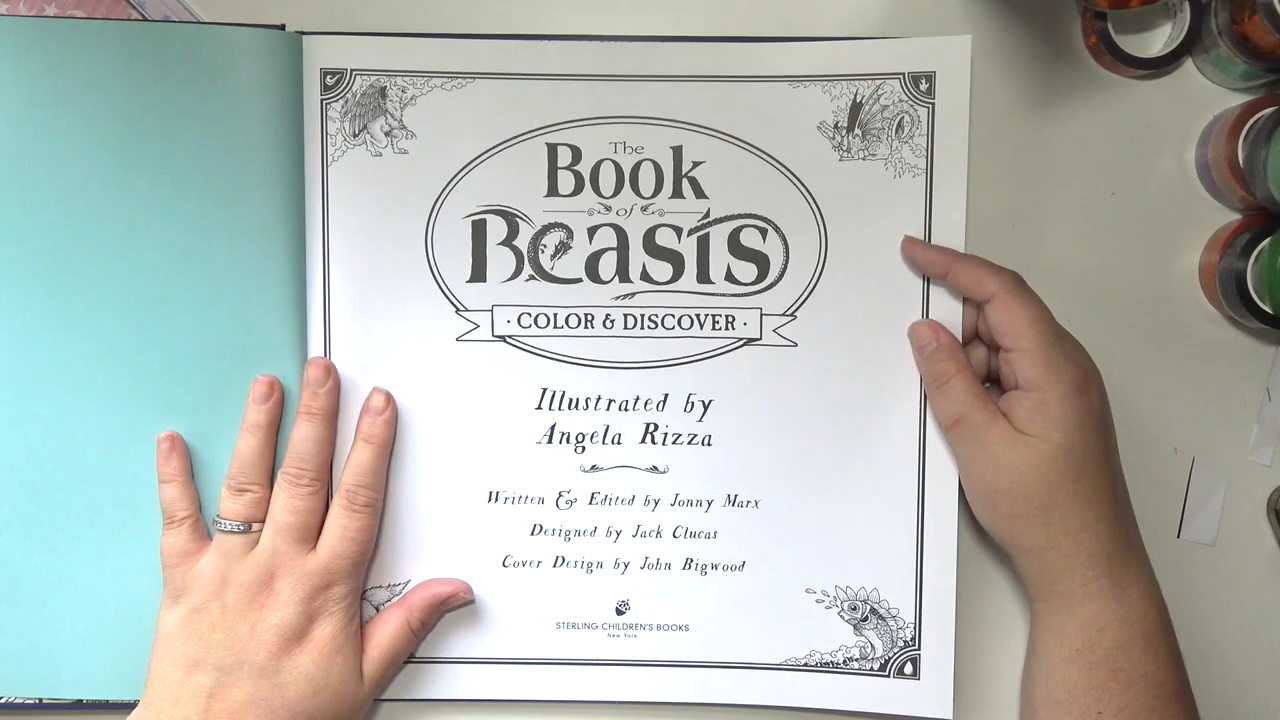 The
Book
of
Beasts
· COLOR & DISCOVER ·
Illustrated by
Angela Rizza
Written & Edited by Jonny Marx
Designed by Jack Clucas
Cover Design by John Bigwood
STERLING CHILDREN'S BOOKS
New York